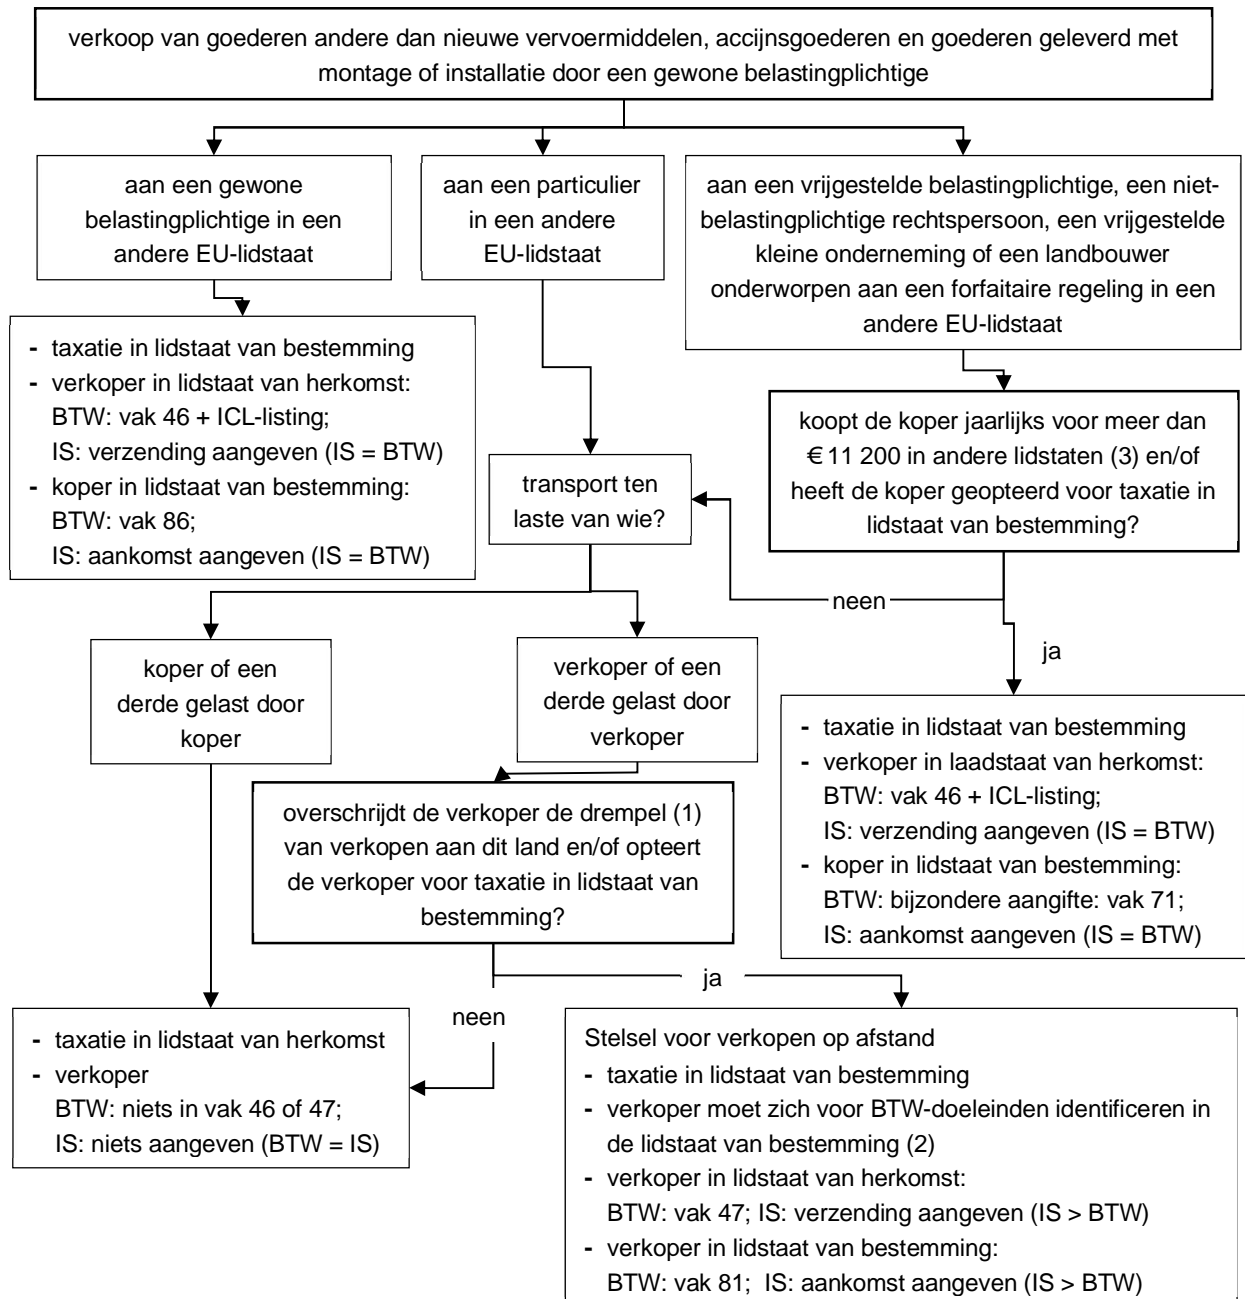 verkoop van goederen andere dan nieuwe vervoermiddelen, accijnsgoederen en goederen geleverd met
montage of installatie door een gewone belastingplichtige
aan een gewone
belastingplichtige in een
andere EU-lidstaat
aan een particulier
in een andere
EU-lidstaat
aan een vrijgestelde belastingplichtige, een niet-
belastingplichtige rechtspersoon, een vrijgestelde
kleine onderneming of een landbouwer
onderworpen aan een forfaitaire regeling in een
andere EU-lidstaat
- taxatie in lidstaat van bestemming
- verkoper in lidstaat van herkomst:
BTW: vak 46 + ICL-listing;
IS: verzending aangeven (IS = BTW)
- koper in lidstaat van bestemming:
BTW: vak 86;
IS: aankomst aangeven (IS = BTW)
transport ten
laste van wie?
koopt de koper jaarlijks voor meer dan
€ 11 200 in andere lidstaten (3) en/of
heeft de koper geopteerd voor taxatie in
lidstaat van bestemming?
neen
ja
koper of een
derde gelast door
koper
verkoper of een
derde gelast door
verkoper
- taxatie in lidstaat van bestemming
- verkoper in laadstaat van herkomst:
BTW: vak 46 + ICL-listing;
IS: verzending aangeven (IS = BTW)
- koper in lidstaat van bestemming:
BTW: bijzondere aangifte: vak 71;
IS: aankomst aangeven (IS = BTW)
overschrijdt de verkoper de drempel (1)
van verkopen aan dit land en/of opteert
de verkoper voor taxatie in lidstaat van
bestemming?
ja
neen
- taxatie in lidstaat van herkomst
- verkoper
BTW: niets in vak 46 of 47;
IS: niets aangeven (BTW = IS)
Stelsel voor verkopen op afstand
- taxatie in lidstaat van bestemming
- verkoper moet zich voor BTW-doeleinden identificeren in
de lidstaat van bestemming (2)
- verkoper in lidstaat van herkomst:
BTW: vak 47; IS: verzending aangeven (IS > BTW)
- verkoper in lidstaat van bestemming:
BTW: vak 81; IS: aankomst aangeven (IS > BTW)